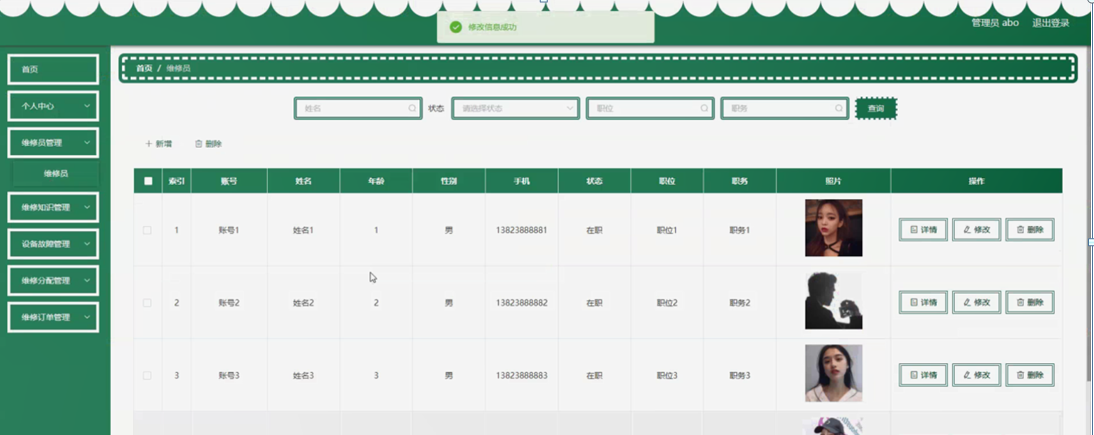 修改信息成功
管理员 abo 退出登录
首页
个人中心
维修员管理
维修员
维修知识管理
设备故障管理
维修分配管理
维修订单管理
首页 / 维修员
姓名 状态 请选择状态 职位 职务 查询
+ 新增 删除
索引 账号 姓名 年龄 性别 手机 状态 职位 职务 照片 操作
1 账号1 姓名1 1 男 13823888881 在职 职位1 职务1 详情 修改 删除
2 账号2 姓名2 2 男 13823888882 在职 职位2 职务2 详情 修改 删除
3 账号3 姓名3 3 男 13823888883 在职 职位3 职务3 详情 修改 删除